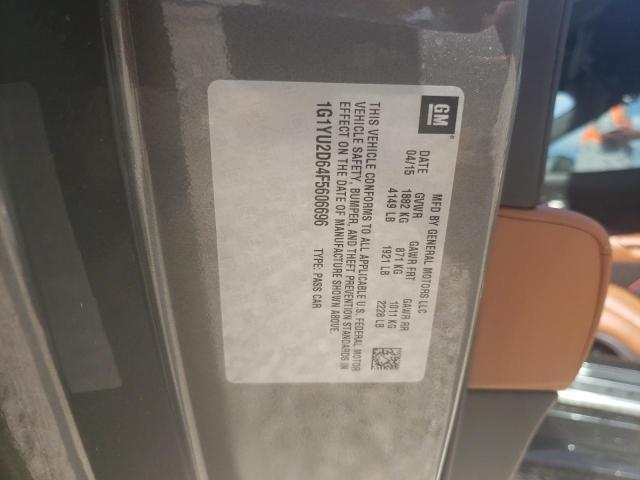 GM
MFD BY GENERAL MOTORS LLC
DATE GVWR GAWR FRT GAWR RR
04/15 1882 KG 871 KG 1011 KG
4149 LB 1921 LB 2228 LB
THIS VEHICLE CONFORMS TO ALL APPLICABLE U.S. FEDERAL MOTOR
VEHICLE SAFETY, BUMPER, AND THEFT PREVENTION STANDARDS IN
EFFECT ON THE DATE OF MANUFACTURE SHOWN ABOVE.
1G1YU2D64F5606696 TYPE: PASS CAR